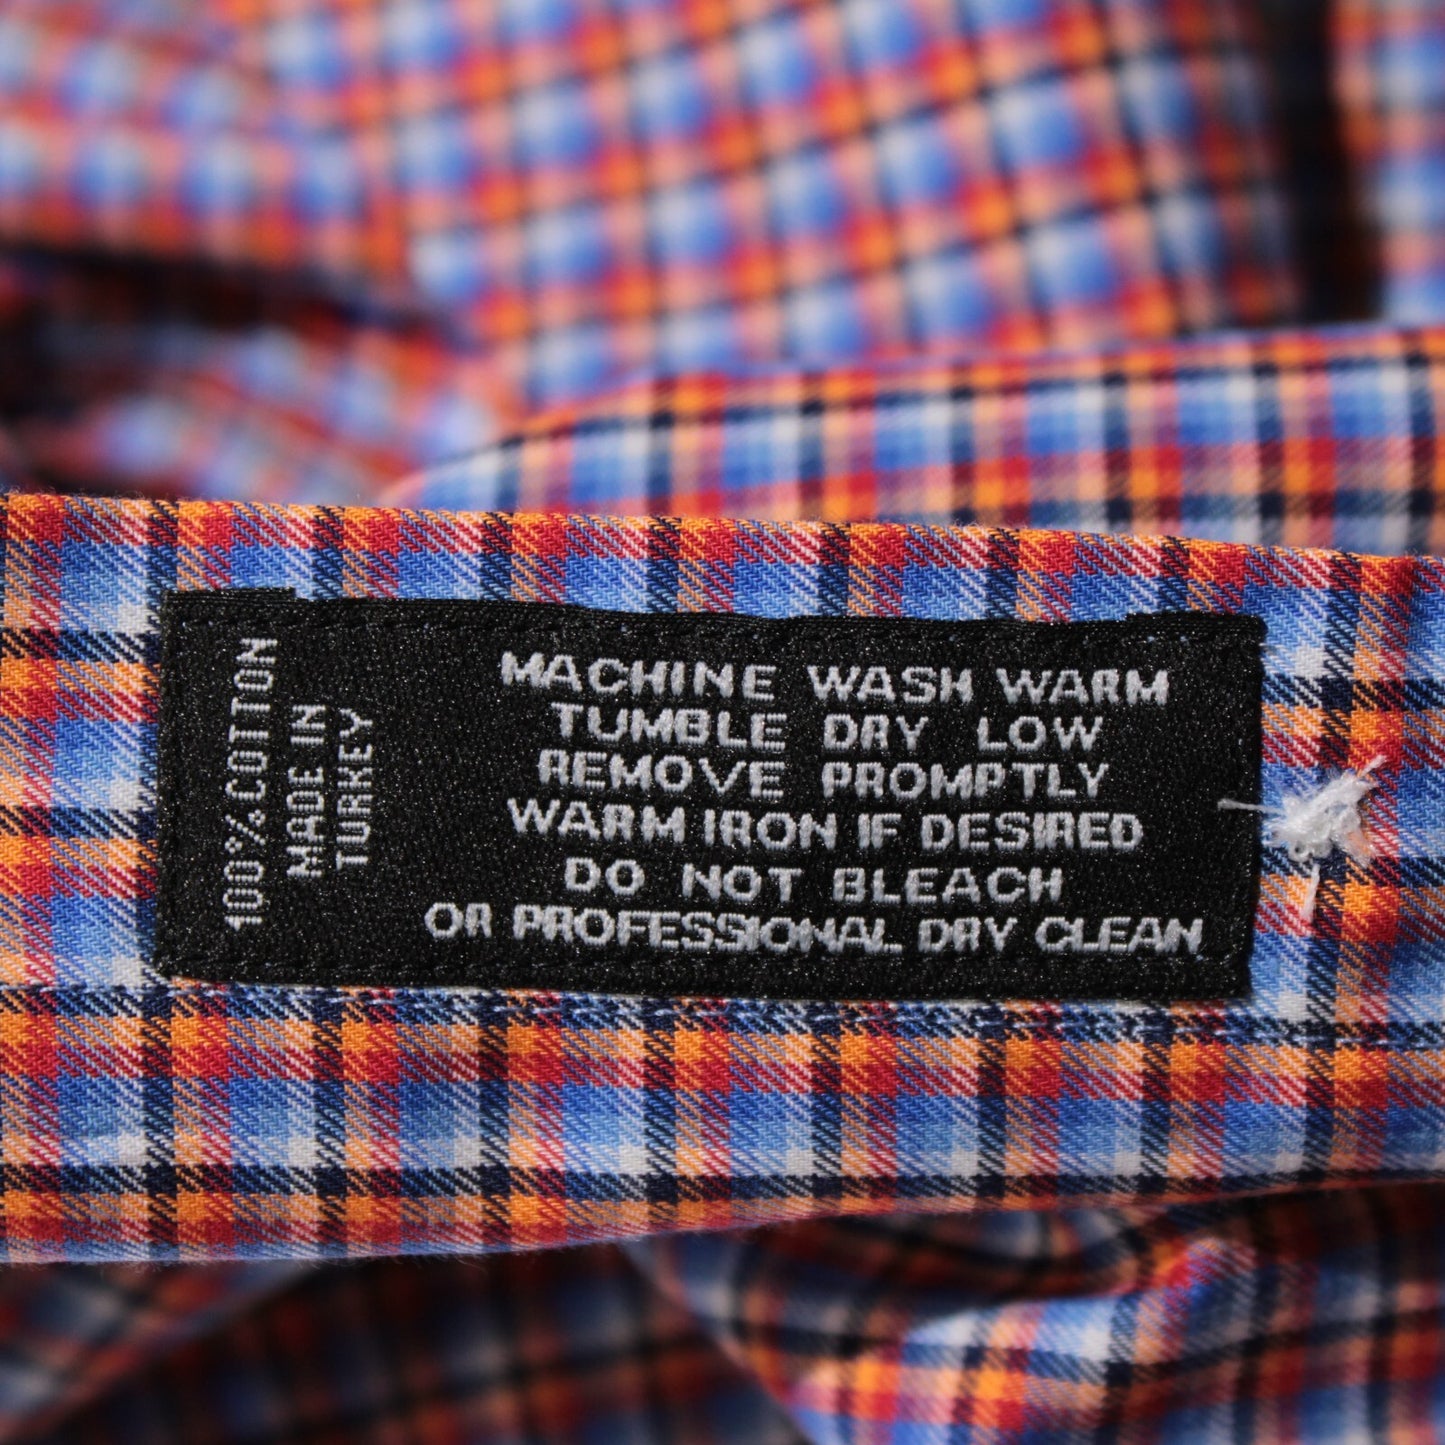 100% COTTON
MADE IN
TURKEY
MACHINE WASH WARM
TUMBLE DRY LOW
REMOVE PROMPTLY
WARM IRON IF DESIRED
DO NOT BLEACH
OR PROFESSIONAL DRY CLEAN